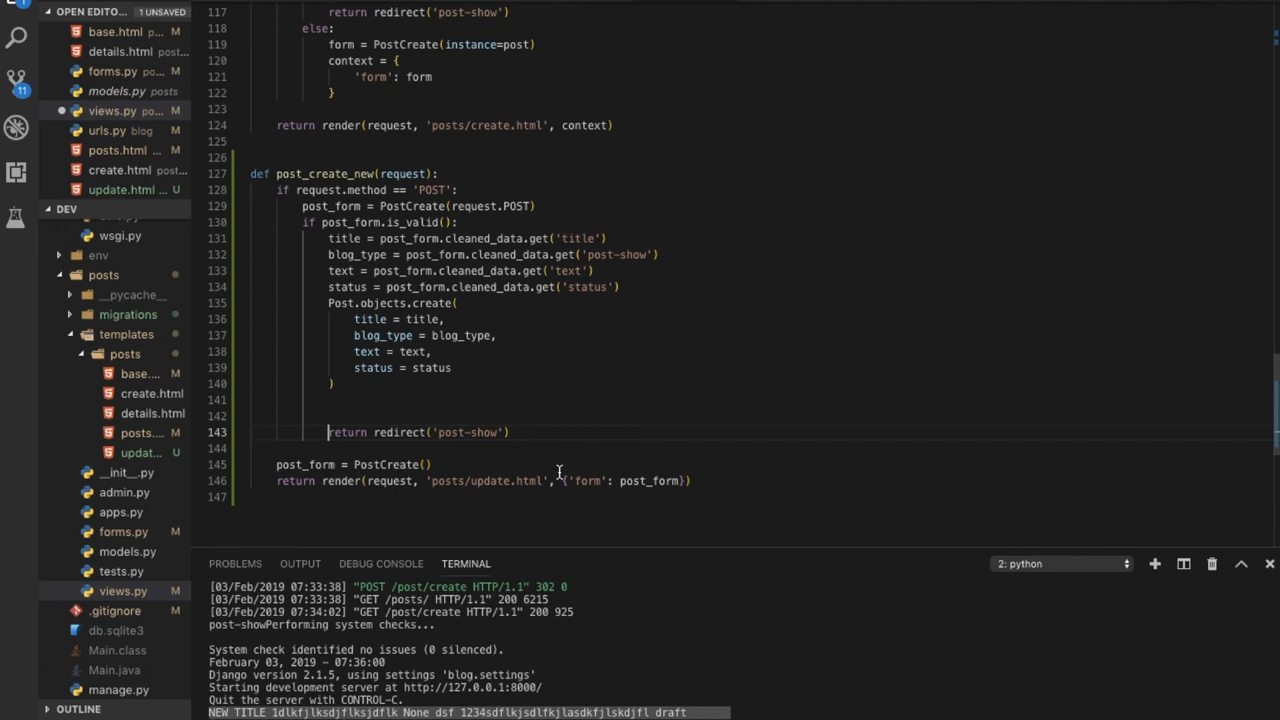 OPEN EDITO... 1 UNSAVED
base.html p... M
details.html post...
forms.py po... M
models.py posts
views.py po... M
urls.py blog M
posts.html ... M
create.html post...
update.html ... U
11
DEV
wsgi.py
env
posts
__pycache__
migrations
templates
posts
base....
create.html
details.html
posts.... M
updat... U
__init__.py
admin.py
apps.py
forms.py M
models.py
tests.py
views.py M
.gitignore M
db.sqlite3
Main.class
Main.java
manage.py M
OUTLINE
117 return redirect('post-show')
118 else:
119 form = PostCreate(instance=post)
120 context = {
121 'form': form
122 }
123
124 return render(request, 'posts/create.html', context)
125
126
127 def post_create_new(request):
128 if request.method == 'POST':
129 post_form = PostCreate(request.POST)
130 if post_form.is_valid():
131 title = post_form.cleaned_data.get('title')
132 blog_type = post_form.cleaned_data.get('post-show')
133 text = post_form.cleaned_data.get('text')
134 status = post_form.cleaned_data.get('status')
135 Post.objects.create(
136 title = title,
137 blog_type = blog_type,
138 text = text,
139 status = status
140 )
141
142
143 return redirect('post-show')
144
145 post_form = PostCreate()
146 return render(request, 'posts/update.html', {'form': post_form})
147
PROBLEMS OUTPUT DEBUG CONSOLE TERMINAL 2: python
[03/Feb/2019 07:33:38] "POST /post/create HTTP/1.1" 302 0
[03/Feb/2019 07:33:38] "GET /posts/ HTTP/1.1" 200 6215
[03/Feb/2019 07:34:02] "GET /post/create HTTP/1.1" 200 925
post-showPerforming system checks...
System check identified no issues (0 silenced).
February 03, 2019 - 07:36:00
Django version 2.1.5, using settings 'blog.settings'
Starting development server at http://127.0.0.1:8000/
Quit the server with CONTROL-C.
NEW TITLE 1dlkfjlksdjflksjdflk None dsf 1234sdflkjsdlfkjlasdkfjlskdjfl draft